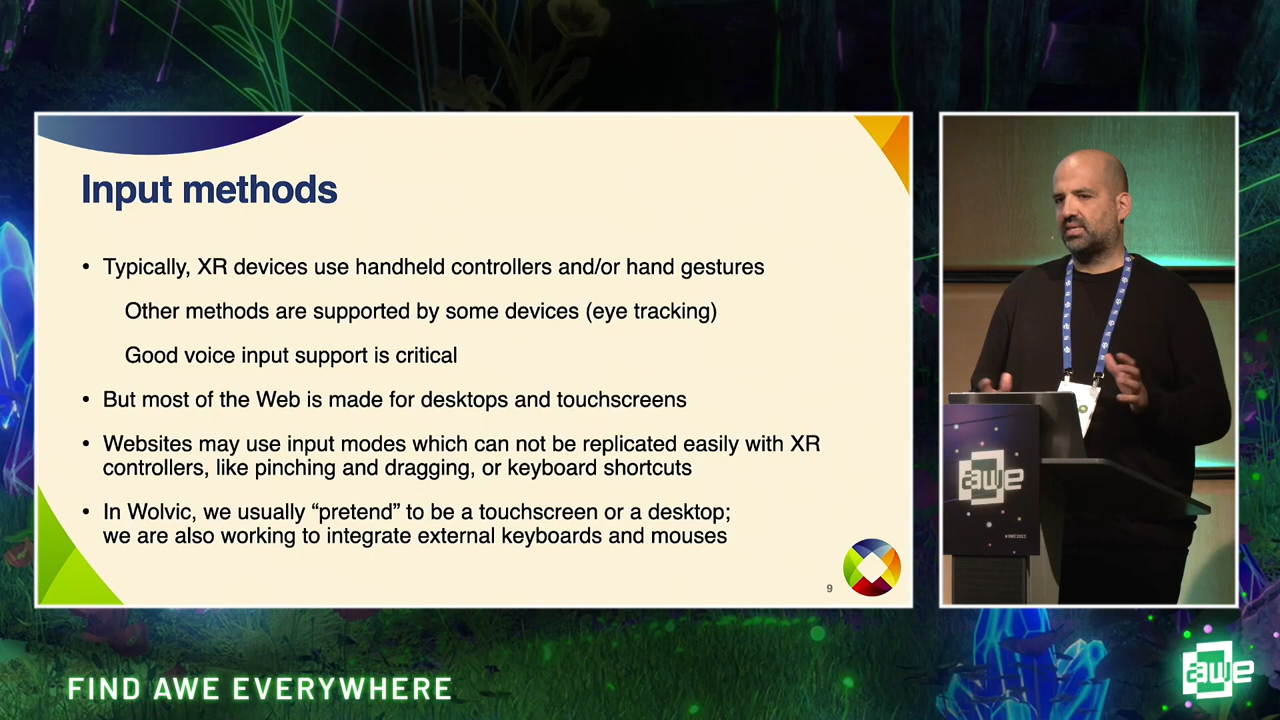 Input methods
• Typically, XR devices use handheld controllers and/or hand gestures
Other methods are supported by some devices (eye tracking)
Good voice input support is critical
• But most of the Web is made for desktops and touchscreens
• Websites may use input modes which can not be replicated easily with XR
controllers, like pinching and dragging, or keyboard shortcuts
• In Wolvic, we usually “pretend” to be a touchscreen or a desktop;
we are also working to integrate external keyboards and mouses
9
awe
#AWE2023
FIND AWE EVERYWHERE
awe